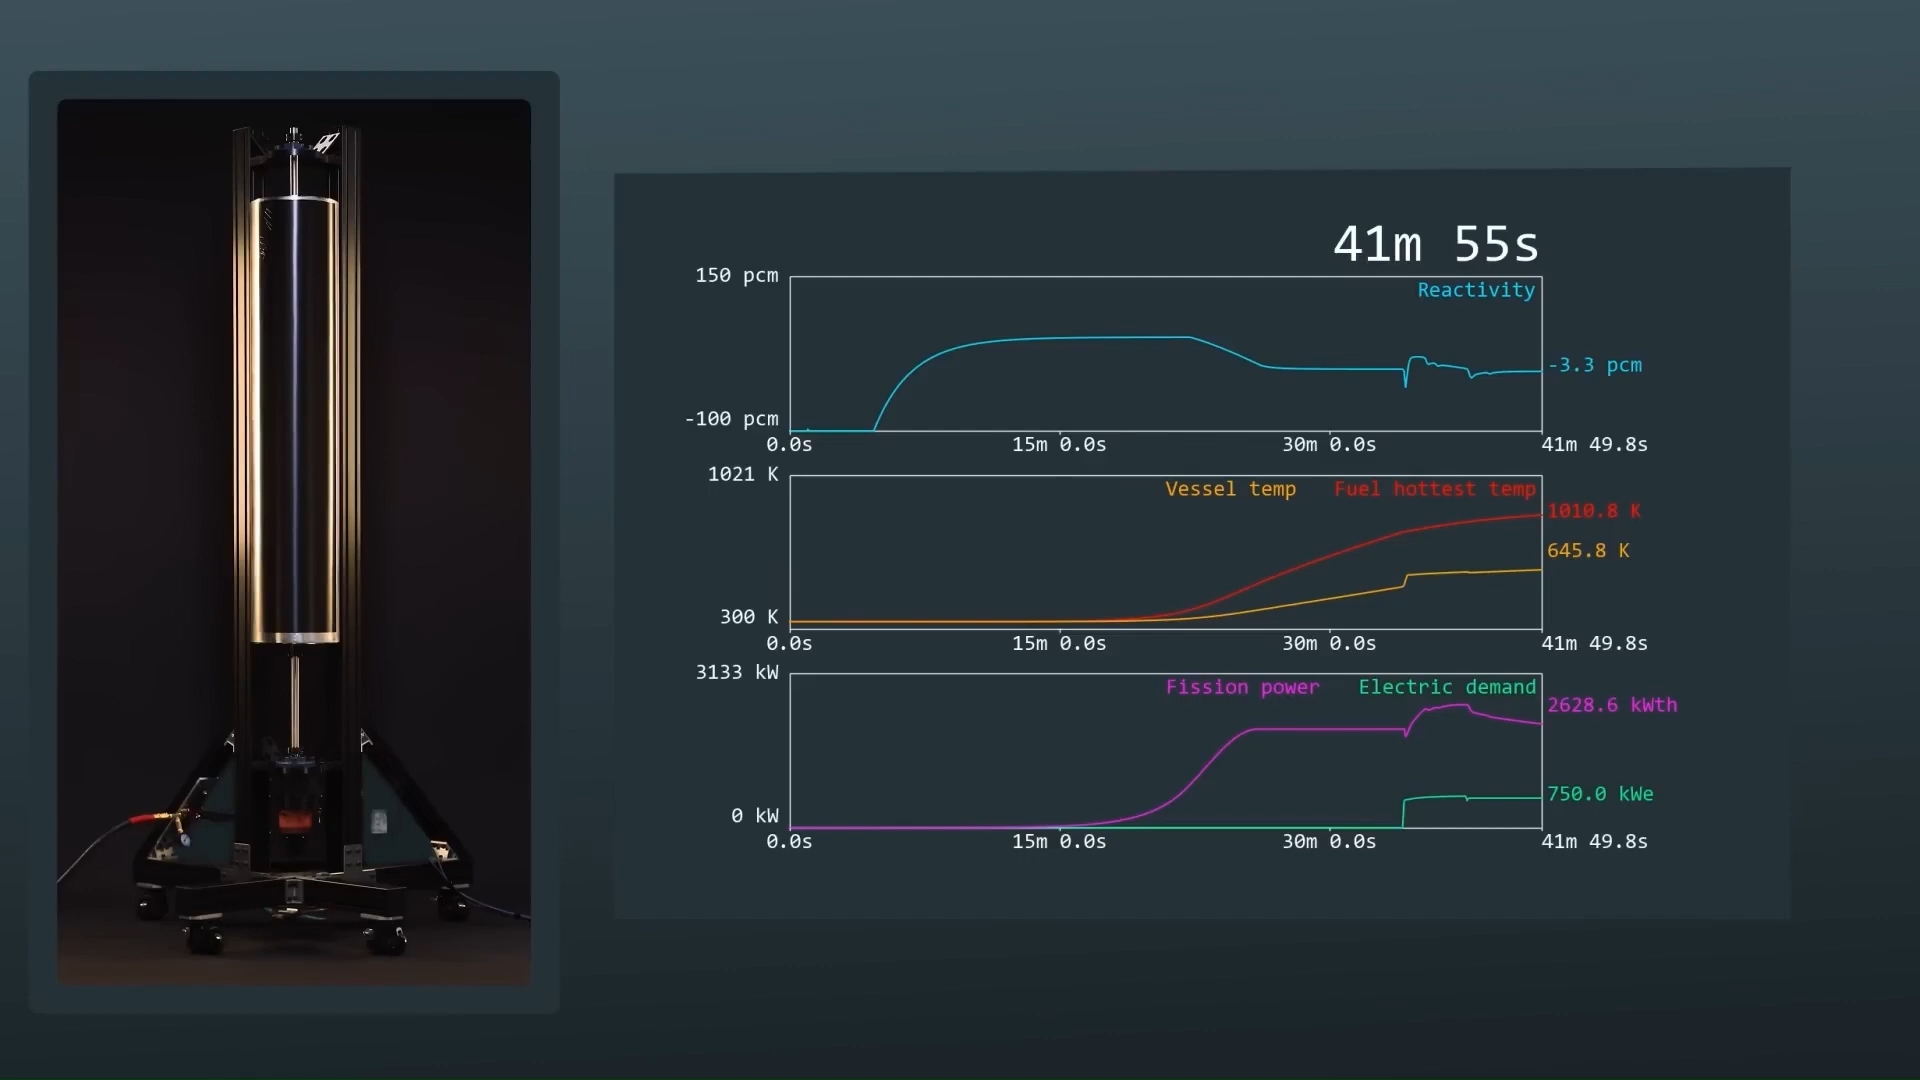 41m 55s
150 pcm
Reactivity
-3.3 pcm
-100 pcm
0.0s 15m 0.0s 30m 0.0s 41m 49.8s
1021 K
Vessel temp Fuel hottest temp
1010.8 K
645.8 K
300 K
0.0s 15m 0.0s 30m 0.0s 41m 49.8s
3133 kW
Fission power Electric demand
2628.6 kWth
750.0 kWe
0 kW
0.0s 15m 0.0s 30m 0.0s 41m 49.8s